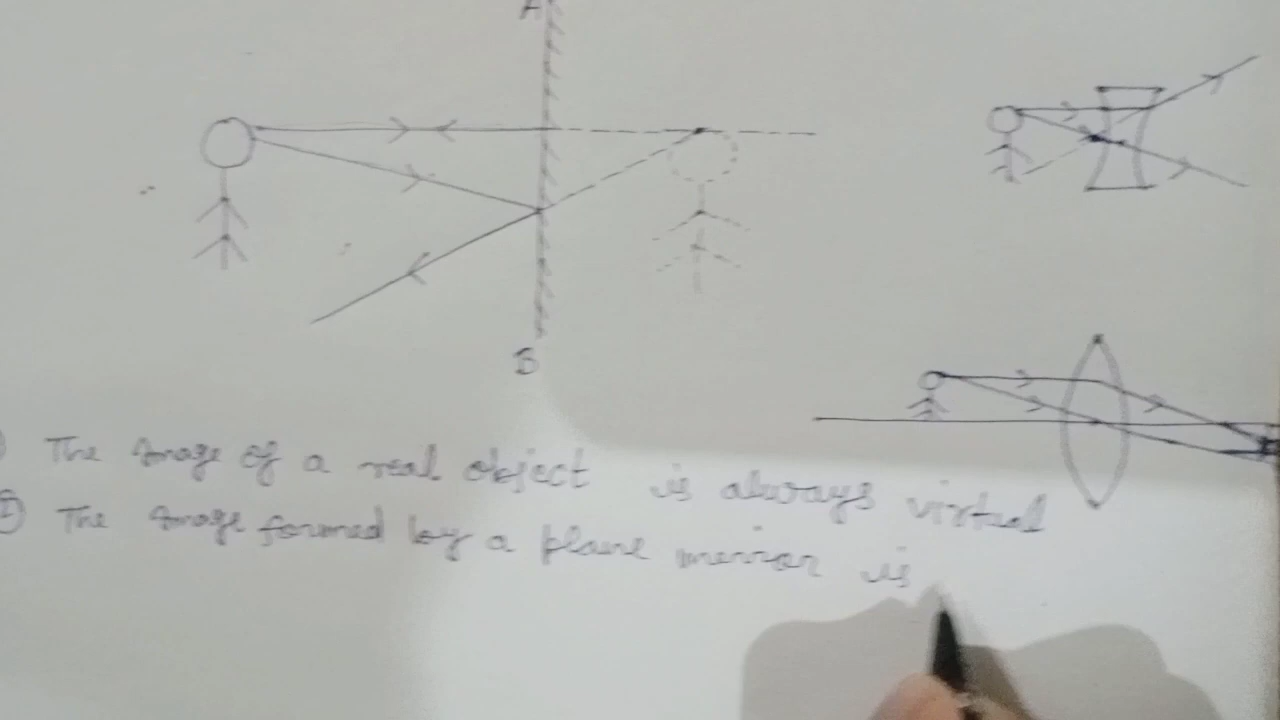 A
B
The Image of a real object is always virtual
The Image formed by a plane mirror is